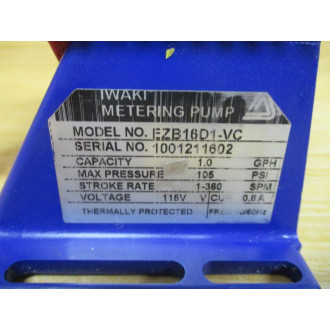 IWAKI
METERING PUMP
MODEL NO. EZB16D1-VC
SERIAL NO. 1001211602
CAPACITY 1.0 GPH
MAX PRESSURE 105 PSI
STROKE RATE 1-360 SPM
VOLTAGE 115V V CUR 0.8 A
THERMALLY PROTECTED